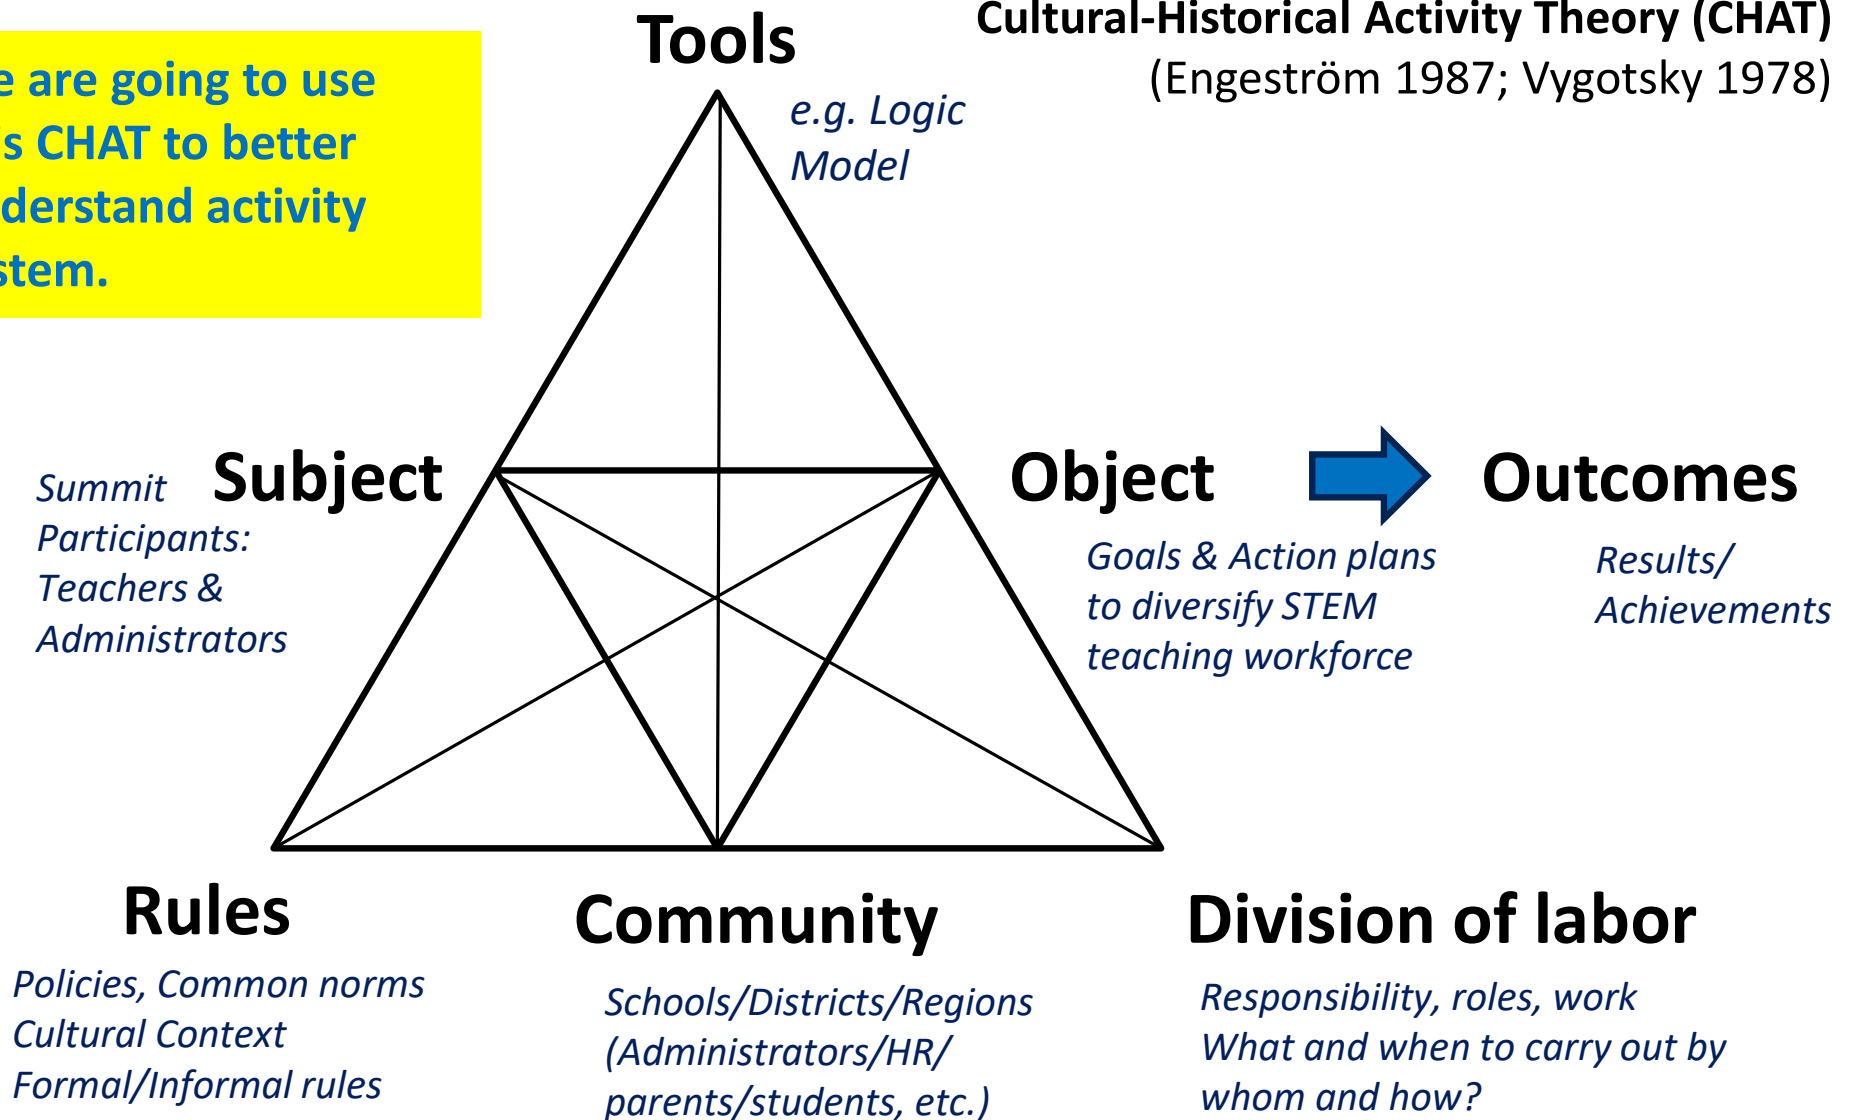 Tools
Cultural-Historical Activity Theory (CHAT)
(Engeström 1987; Vygotsky 1978)
e are going to use
s CHAT to better
derstand activity
stem.
e.g. Logic
Model
Subject
Summit
Participants:
Teachers &
Administrators
Object
Goals & Action plans
to diversify STEM
teaching workforce
Outcomes
Results/
Achievements
Rules
Policies, Common norms
Cultural Context
Formal/Informal rules
Community
Schools/Districts/Regions
(Administrators/HR/
parents/students, etc.)
Division of labor
Responsibility, roles, work
What and when to carry out by
whom and how?